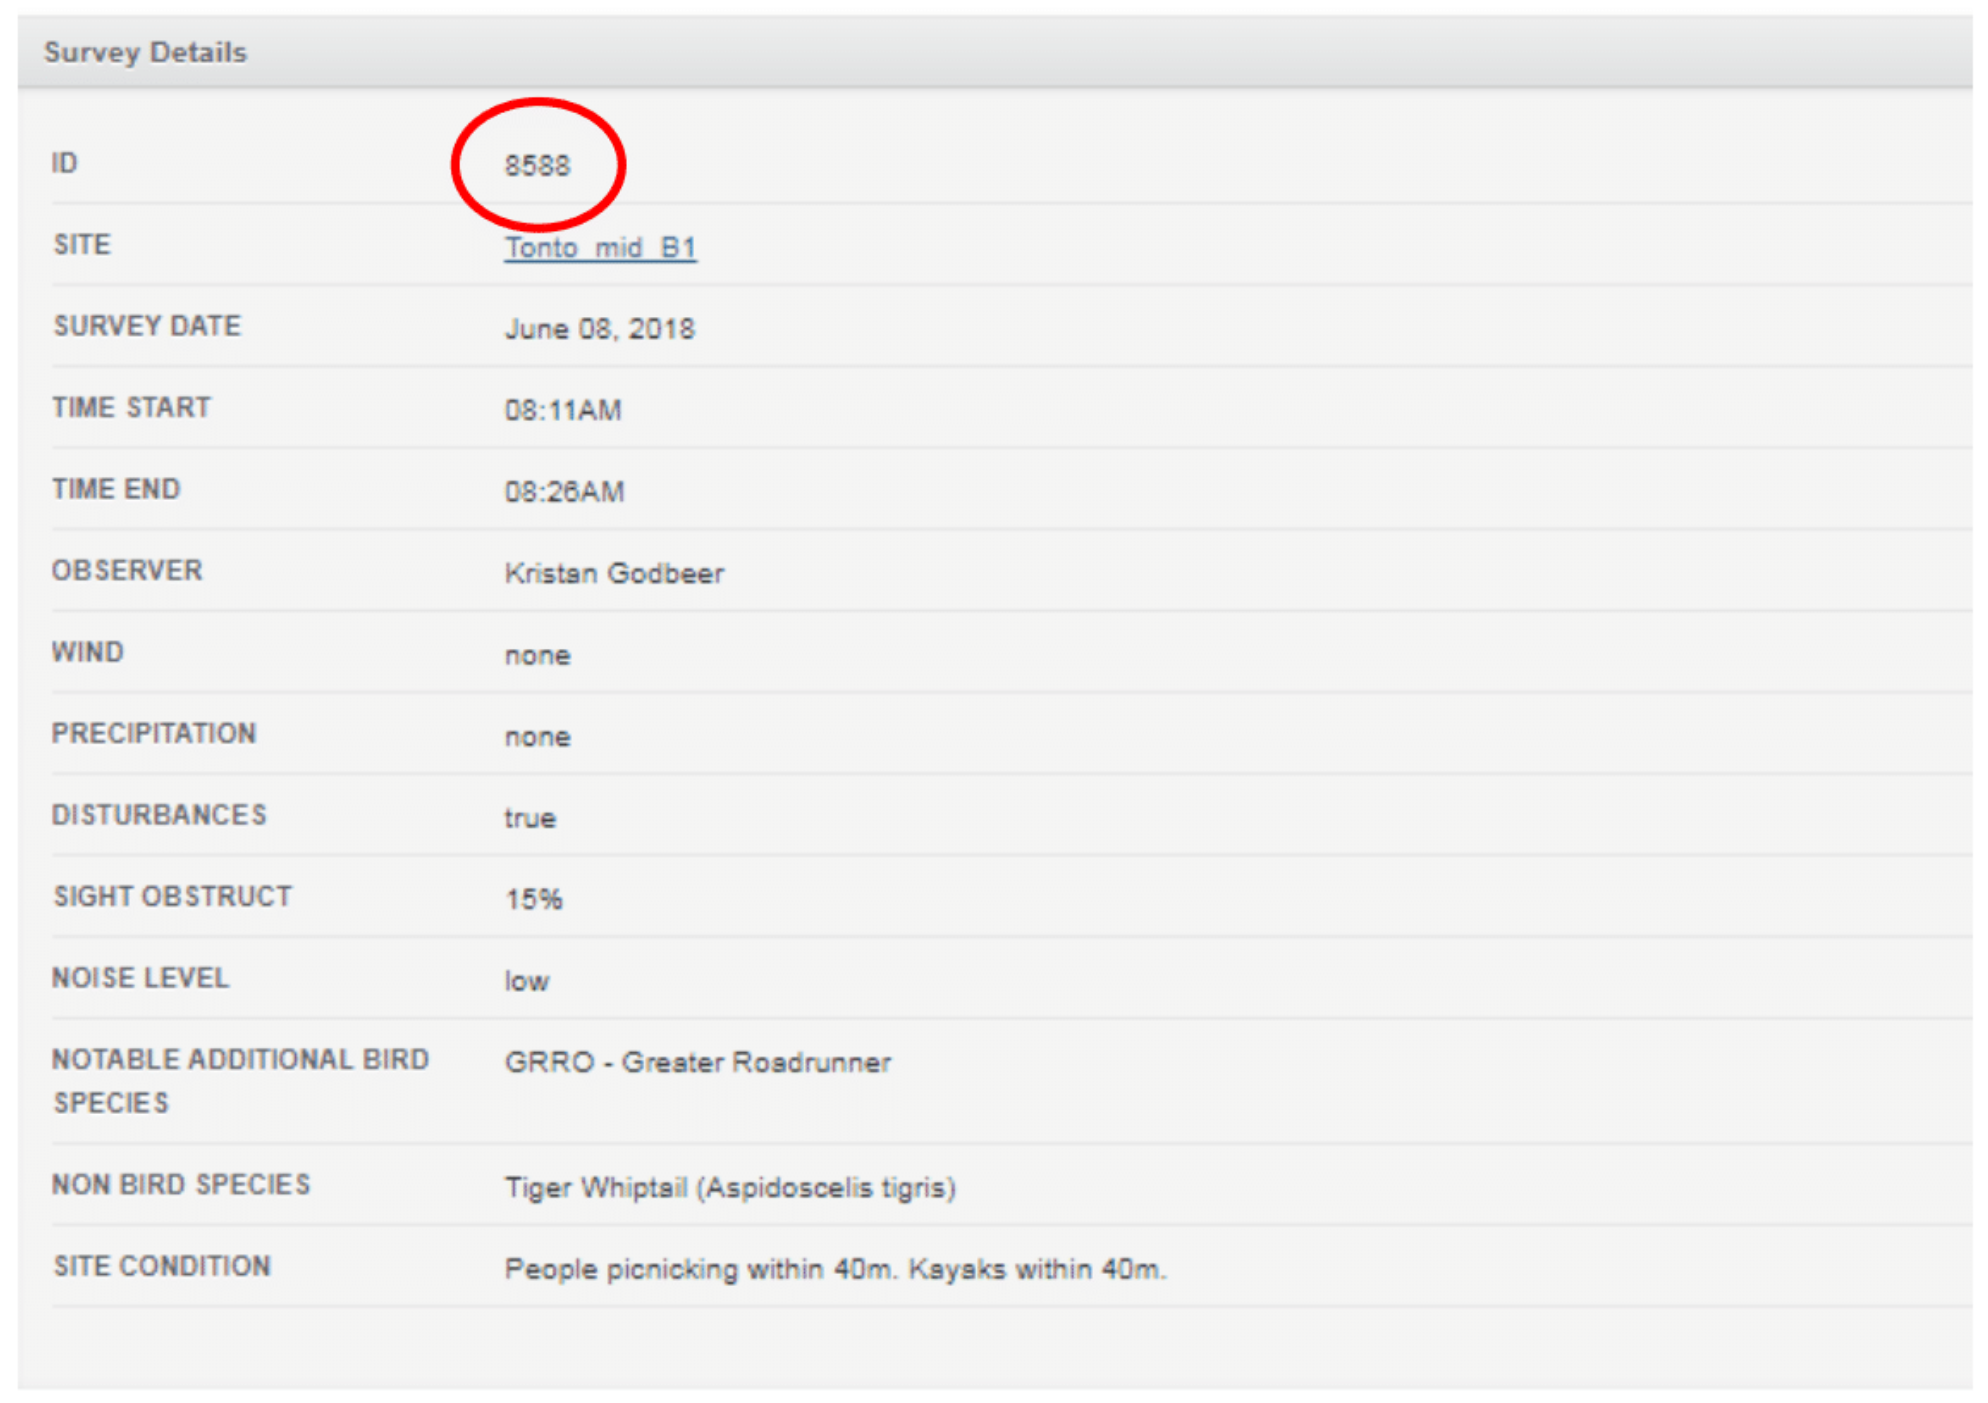 Survey Details
ID 8588
SITE Tonto_mid_B1
SURVEY DATE June 08, 2018
TIME START 08:11AM
TIME END 08:26AM
OBSERVER Kristan Godbeer
WIND none
PRECIPITATION none
DISTURBANCES true
SIGHT OBSTRUCT 15%
NOISE LEVEL low
NOTABLE ADDITIONAL BIRD GRRO - Greater Roadrunner
SPECIES
NON BIRD SPECIES Tiger Whiptail (Aspidoscelis tigris)
SITE CONDITION People picnicking within 40m. Kayaks within 40m.